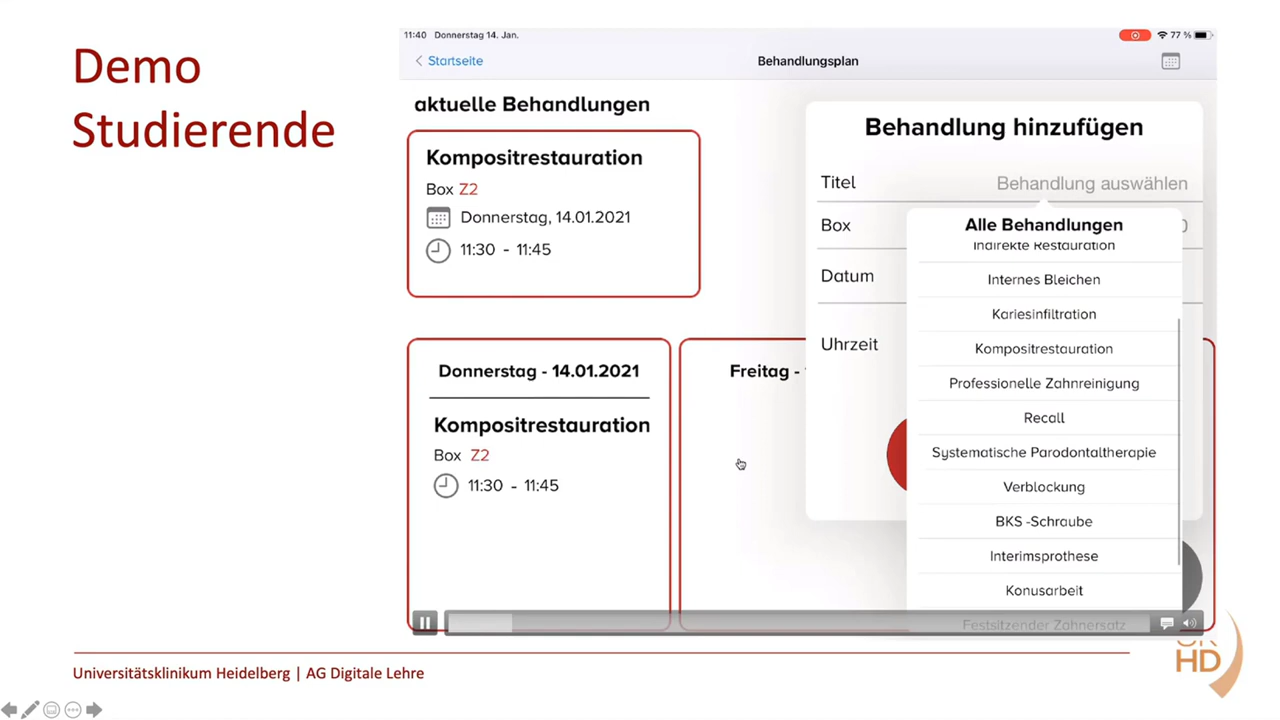 Demo
Studierende
11:40 Donnerstag 14. Jan.
77 %
Startseite
Behandlungsplan
aktuelle Behandlungen
Kompositrestauration
Box Z2
Donnerstag, 14.01.2021
11:30 - 11:45
Donnerstag - 14.01.2021
Kompositrestauration
Box Z2
11:30 - 11:45
Freitag -
Behandlung hinzufügen
Titel Behandlung auswählen
Box
Datum
Uhrzeit
Alle Behandlungen
Indirekte Restauration
Internes Bleichen
Kariesinfiltration
Kompositrestauration
Professionelle Zahnreinigung
Recall
Systematische Parodontaltherapie
Verblockung
BKS -Schraube
Interimsprothese
Konusarbeit
Festsitzender Zahnersatz
Universitätsklinikum Heidelberg | AG Digitale Lehre
HD